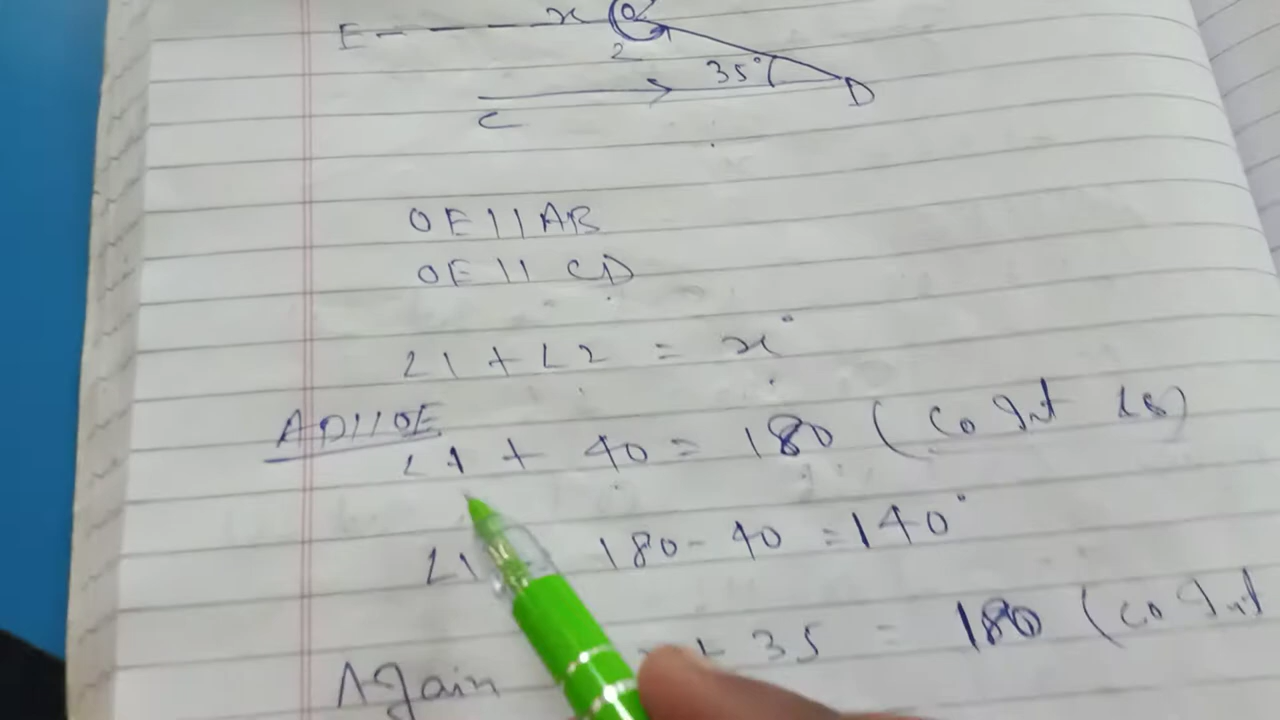 E x O
2 35° D
C
OE || AB
OE || CD
∠1 + ∠2 = x°
AD||OE
∠1 + 40 = 180 (Co Int ∠s)
∠1 180 - 40 = 140°
Again + 35 = 180 (Co Int